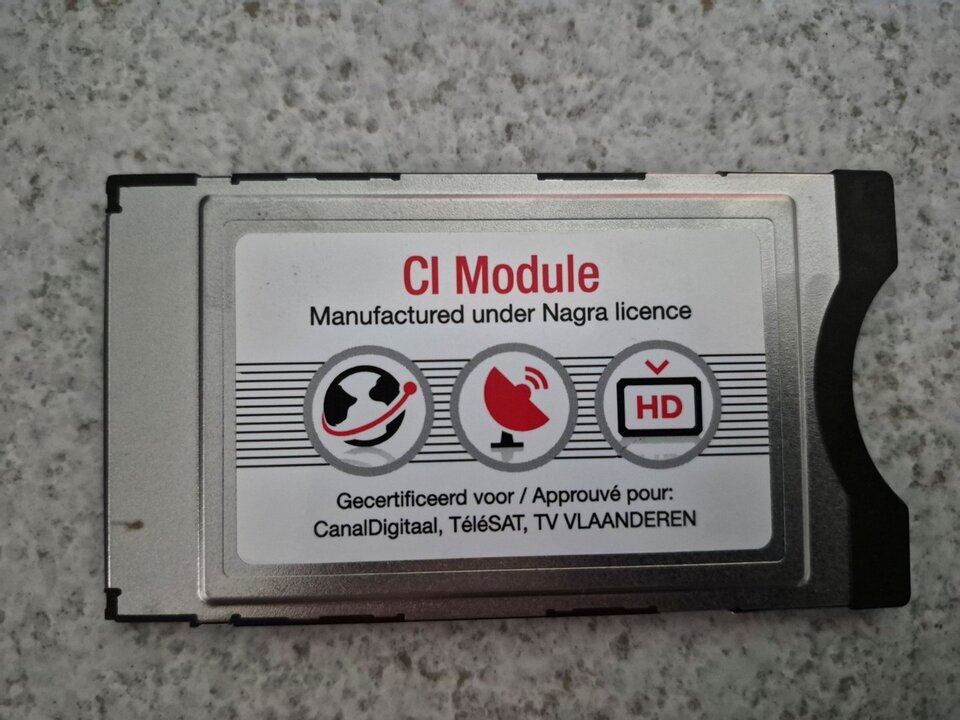 CI Module
Manufactured under Nagra licence
HD
Gecertificeerd voor / Approuvé pour:
CanalDigitaal, TéléSAT, TV VLAANDEREN